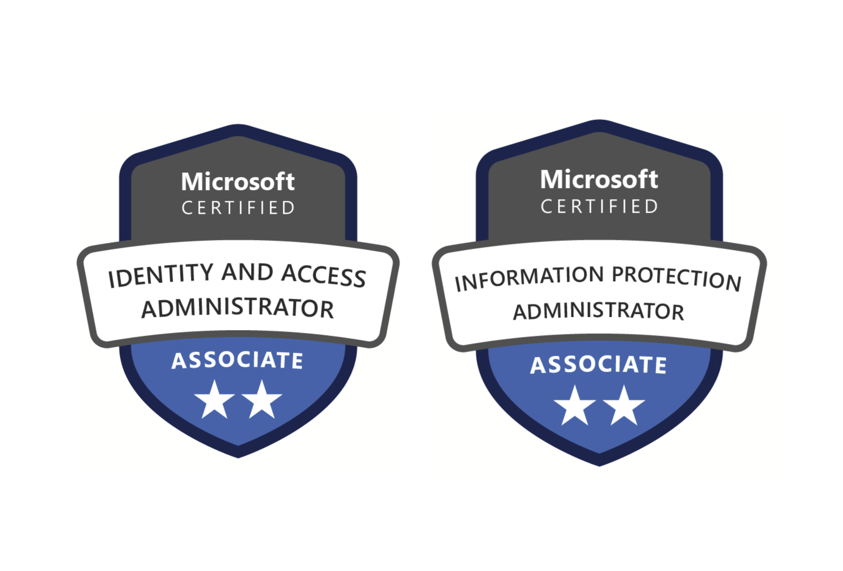 Microsoft
CERTIFIED
IDENTITY AND ACCESS
ADMINISTRATOR
ASSOCIATE
Microsoft
CERTIFIED
INFORMATION PROTECTION
ADMINISTRATOR
ASSOCIATE